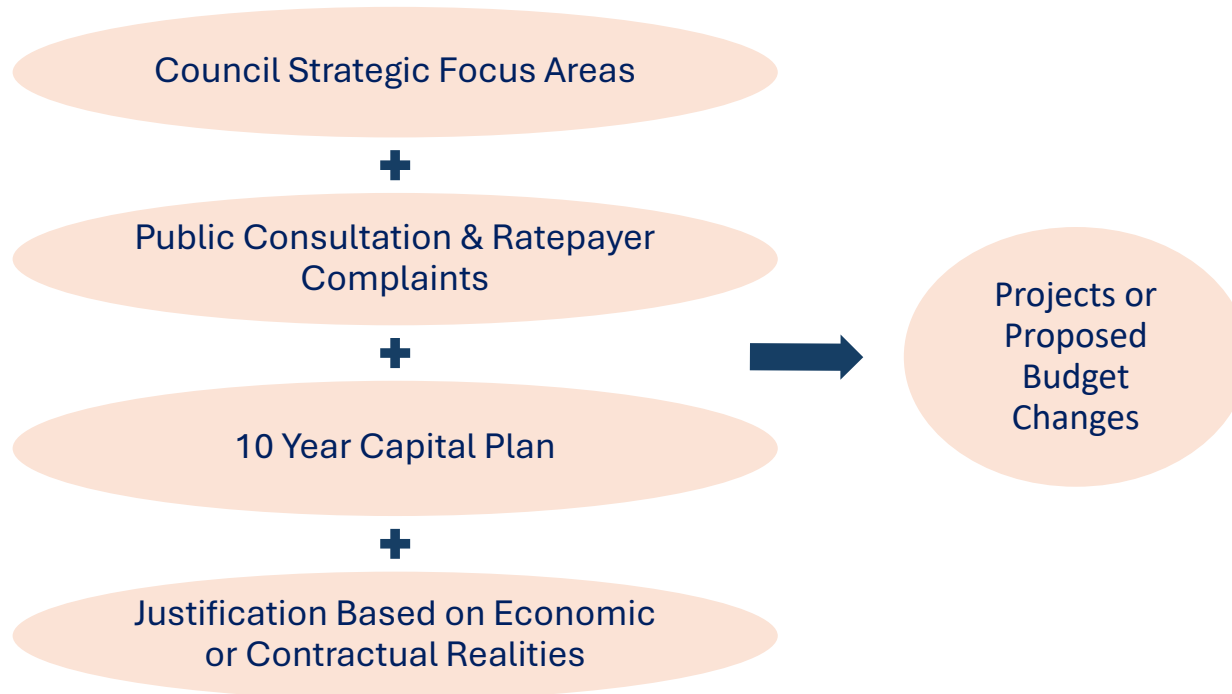 Council Strategic Focus Areas
Public Consultation & Ratepayer
Complaints
10 Year Capital Plan
Justification Based on Economic
or Contractual Realities
Projects or
Proposed
Budget
Changes